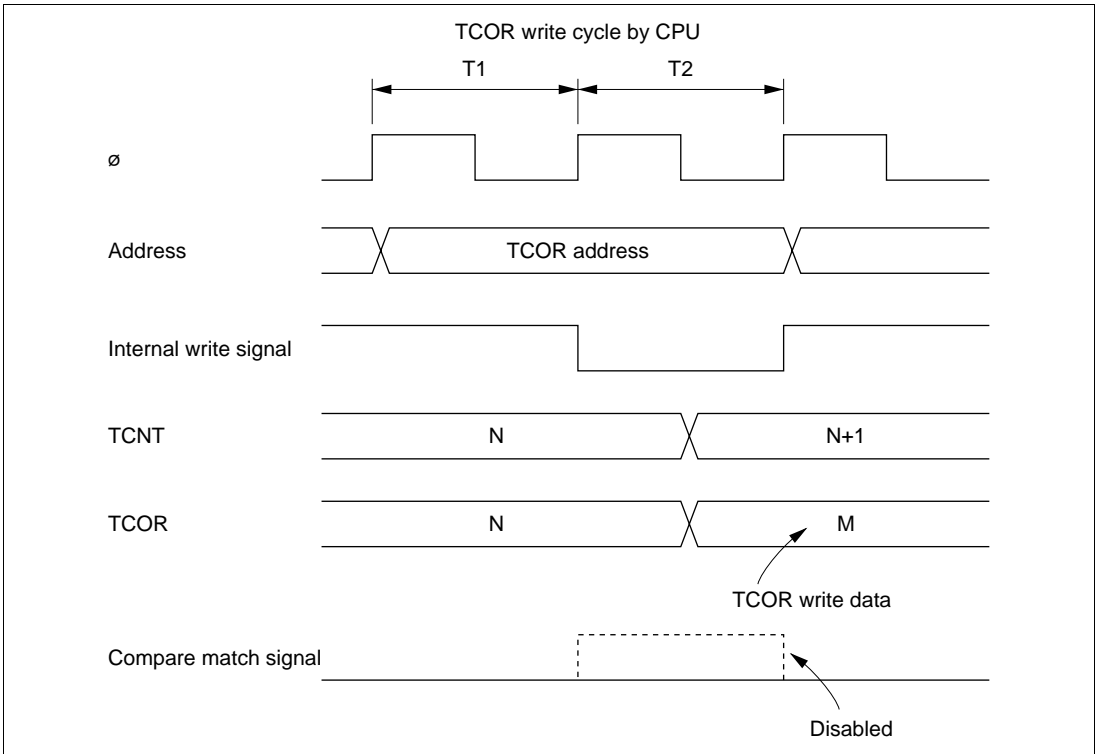 TCOR write cycle by CPU
T1 T2
ø
Address TCOR address
Internal write signal
TCNT N N+1
TCOR N M
TCOR write data
Compare match signal
Disabled